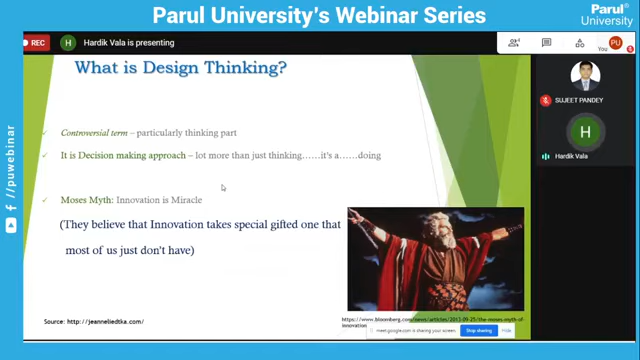 Parul University's Webinar Series
Parul®
University
REC
H
Hardik Vala is presenting
You
PU
What is Design Thinking?
Controversial term – particularly thinking part
It is Decision making approach – lot more than just thinking……it's a……doing
Moses Myth: Innovation is Miracle
(They believe that Innovation takes special gifted one that
most of us just don't have)
Source: http://jeanneliedtka.com/
https://www.bloomberg.com/news/articles/2013-09-25/the-moses-myth-of-
innovation
meet.google.com is sharing your screen.
Stop sharing
Hide
SUJEET PANDEY
H
Hardik Vala
/puwebinar